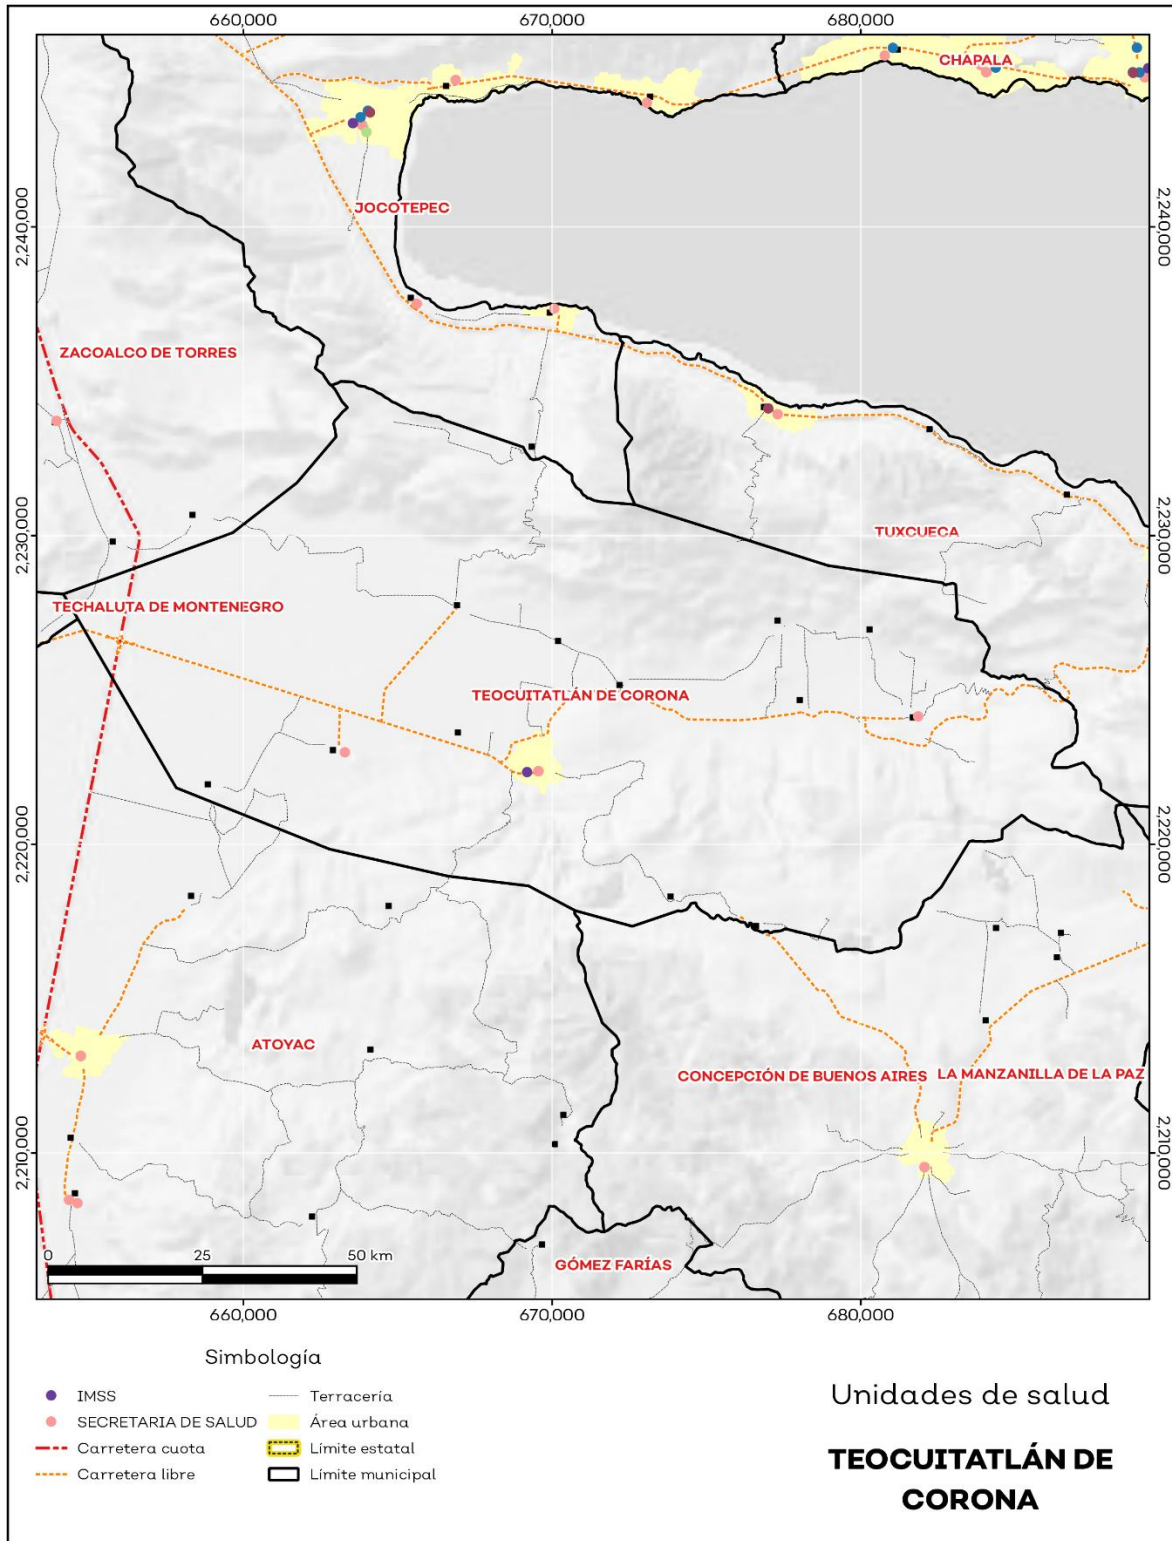 660,000
670,000
680,000
CHAPALA
2,240,000
2,240,000
JOCOTEPEC
ZACOALCO DE TORRES
2,230,000
2,230,000
TUXCUECA
TECHALUTA DE MONTENEGRO
TEOCUITATLÁN DE CORONA
2,220,000
2,220,000
ATOYAC
CONCEPCIÓN DE BUENOS AIRES
LA MANZANILLA DE LA PAZ
2,210,000
2,210,000
GÓMEZ FARÍAS
0
25
50 km
660,000
670,000
680,000
Simbología
IMSS
SECRETARIA DE SALUD
Carretera cuota
Carretera libre
Terracería
Área urbana
Límite estatal
Límite municipal
Unidades de salud
TEOCUITATLÁN DE
CORONA